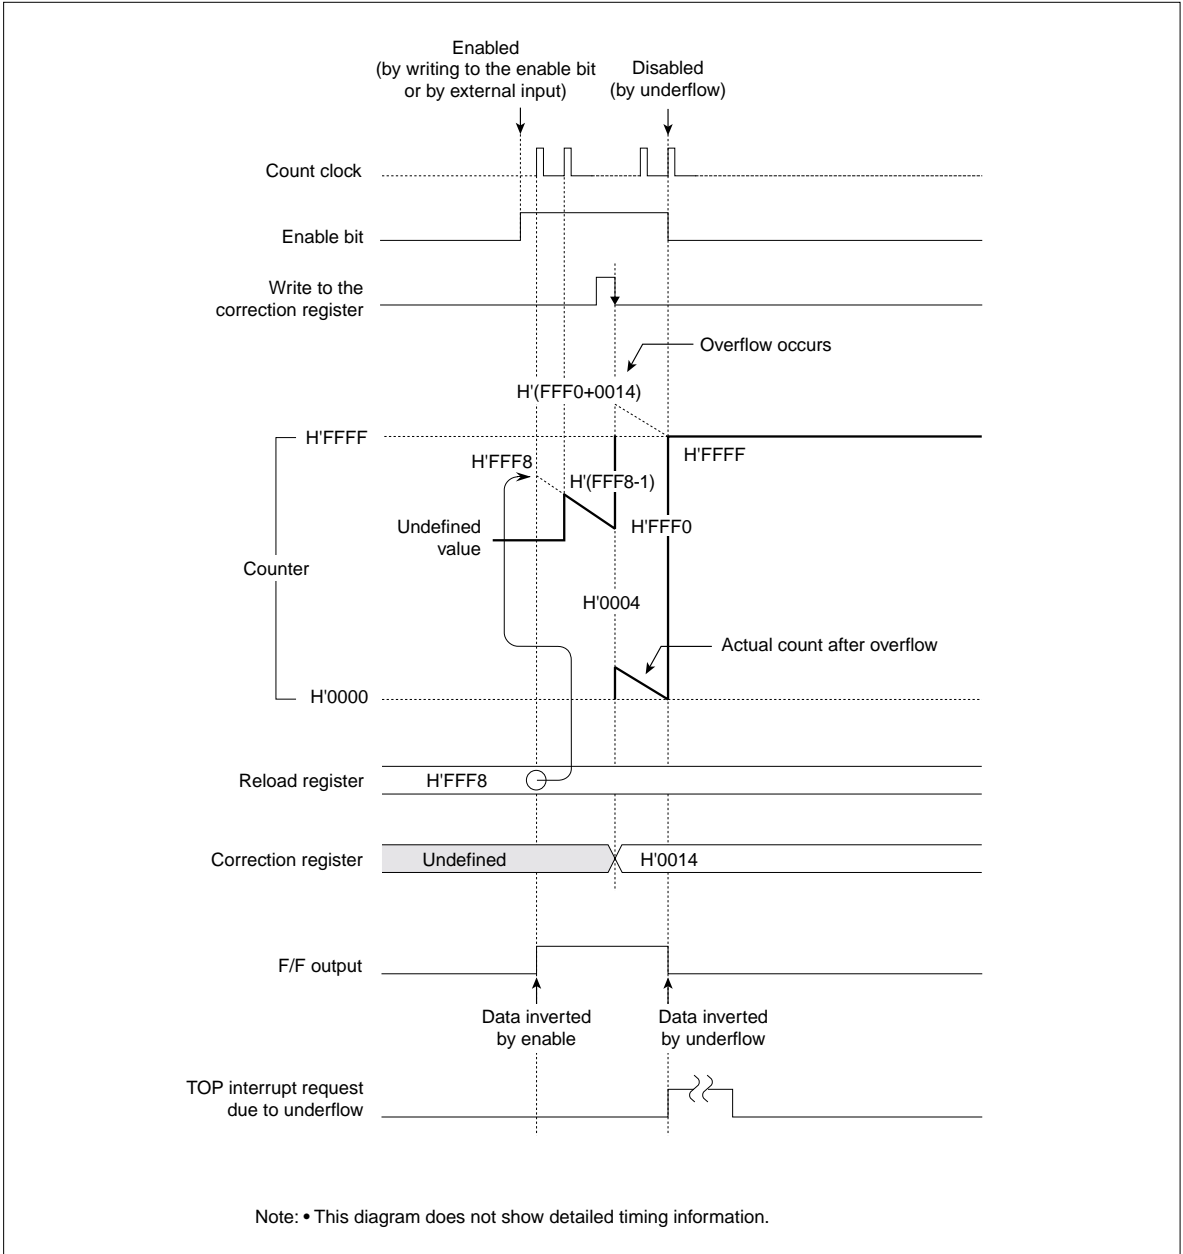 Enabled
(by writing to the enable bit
or by external input)
Disabled
(by underflow)
Count clock
Enable bit
Write to the
correction register
Overflow occurs
H'(FFF0+0014)
H'FFFF
H'FFFF
H'FFF8
H'(FFF8-1)
Undefined
value
H'FFF0
Counter
H'0004
Actual count after overflow
H'0000
Reload register
H'FFF8
Correction register
Undefined
H'0014
F/F output
Data inverted
by enable
Data inverted
by underflow
TOP interrupt request
due to underflow
Note: • This diagram does not show detailed timing information.